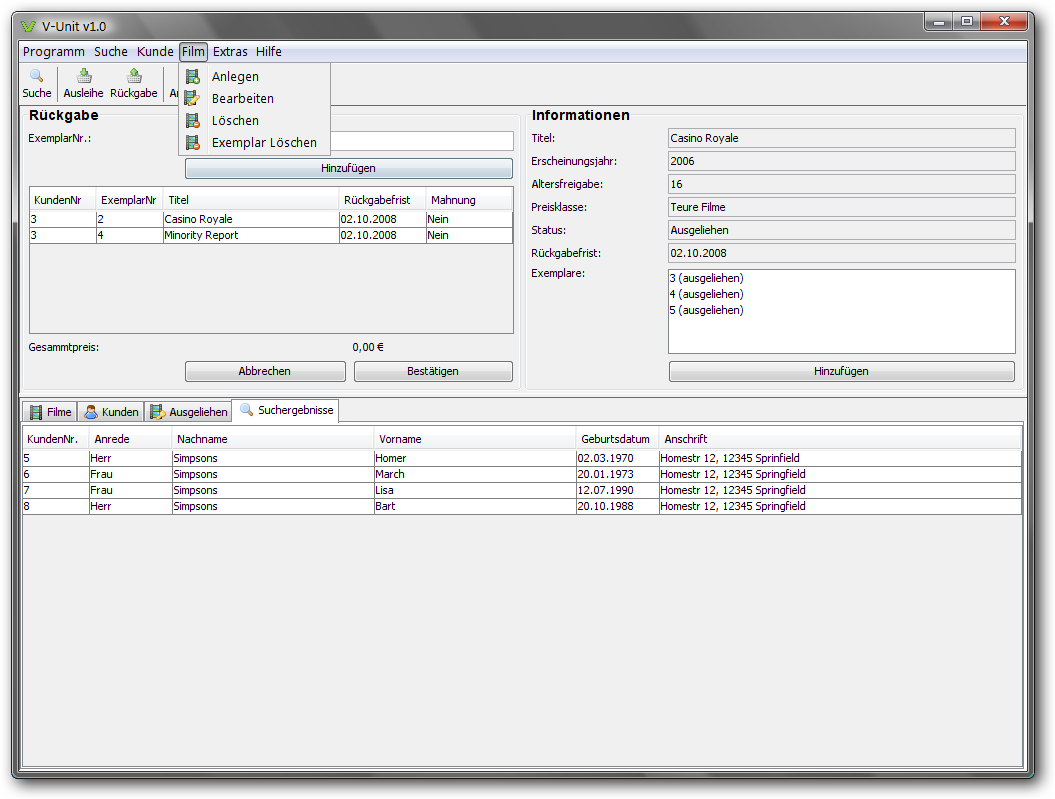 V-Unit v1.0
Programm Suche Kunde Film Extras Hilfe
Suche Ausleihe Rückgabe
Anlegen
Bearbeiten
Löschen
Exemplar Löschen
Rückgabe
ExemplarNr.:
Hinzufügen
KundenNr ExemplarNr Titel Rückgabefrist Mahnung
3 2 Casino Royale 02.10.2008 Nein
3 4 Minority Report 02.10.2008 Nein
Gesammtpreis: 0,00 €
Abbrechen Bestätigen
Informationen
Titel: Casino Royale
Erscheinungsjahr: 2006
Altersfreigabe: 16
Preisklasse: Teure Filme
Status: Ausgeliehen
Rückgabefrist: 02.10.2008
Exemplare: 3 (ausgeliehen)
4 (ausgeliehen)
5 (ausgeliehen)
Hinzufügen
Filme Kunden Ausgeliehen Suchergebnisse
KundenNr. Anrede Nachname Vorname Geburtsdatum Anschrift
5 Herr Simpsons Homer 02.03.1970 Homestr 12, 12345 Sprinfield
6 Frau Simpsons March 20.01.1973 Homestr 12, 12345 Springfield
7 Frau Simpsons Lisa 12.07.1990 Homestr 12, 12345 Springfield
8 Herr Simpsons Bart 20.10.1988 Homestr 12, 12345 Springfield